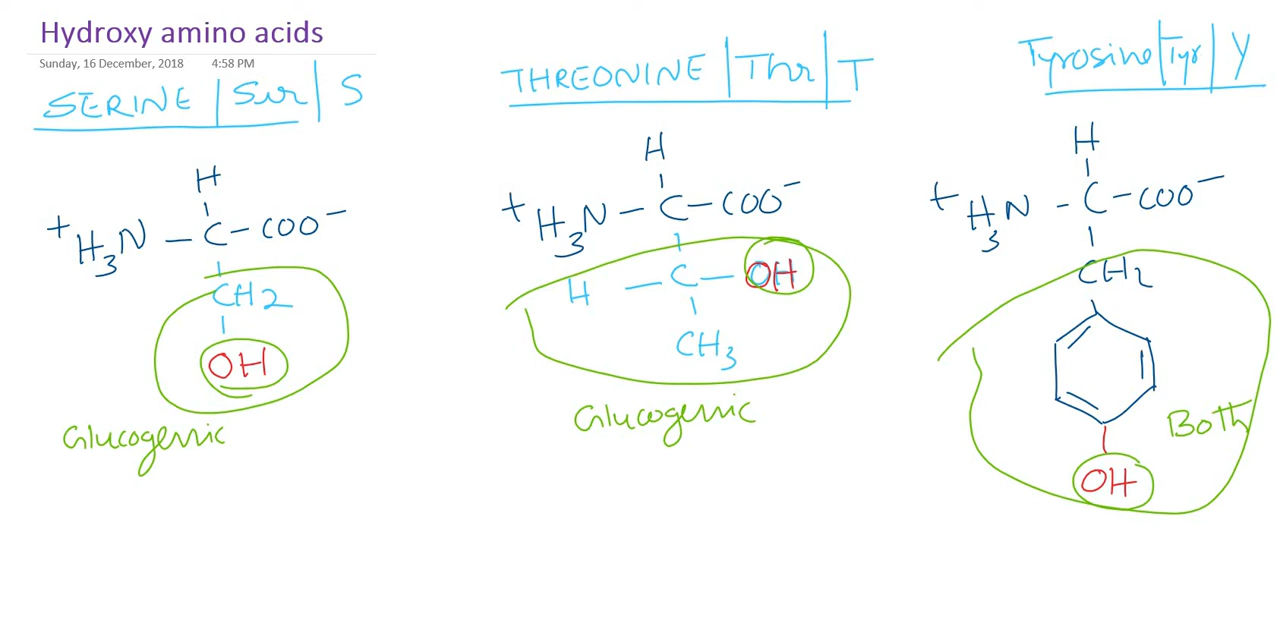 Hydroxy amino acids
Sunday, 16 December, 2018 4:58 PM
SERINE | Ser | S
H
+H3N - C - COO-
CH2
OH
Glucogenic
THREONINE | Thr | T
H
+H3N - C - COO-
H - C - OH
CH3
Glucogenic
Tyrosine | Tyr | Y
H
+H3N - C - COO-
CH2
Both
OH